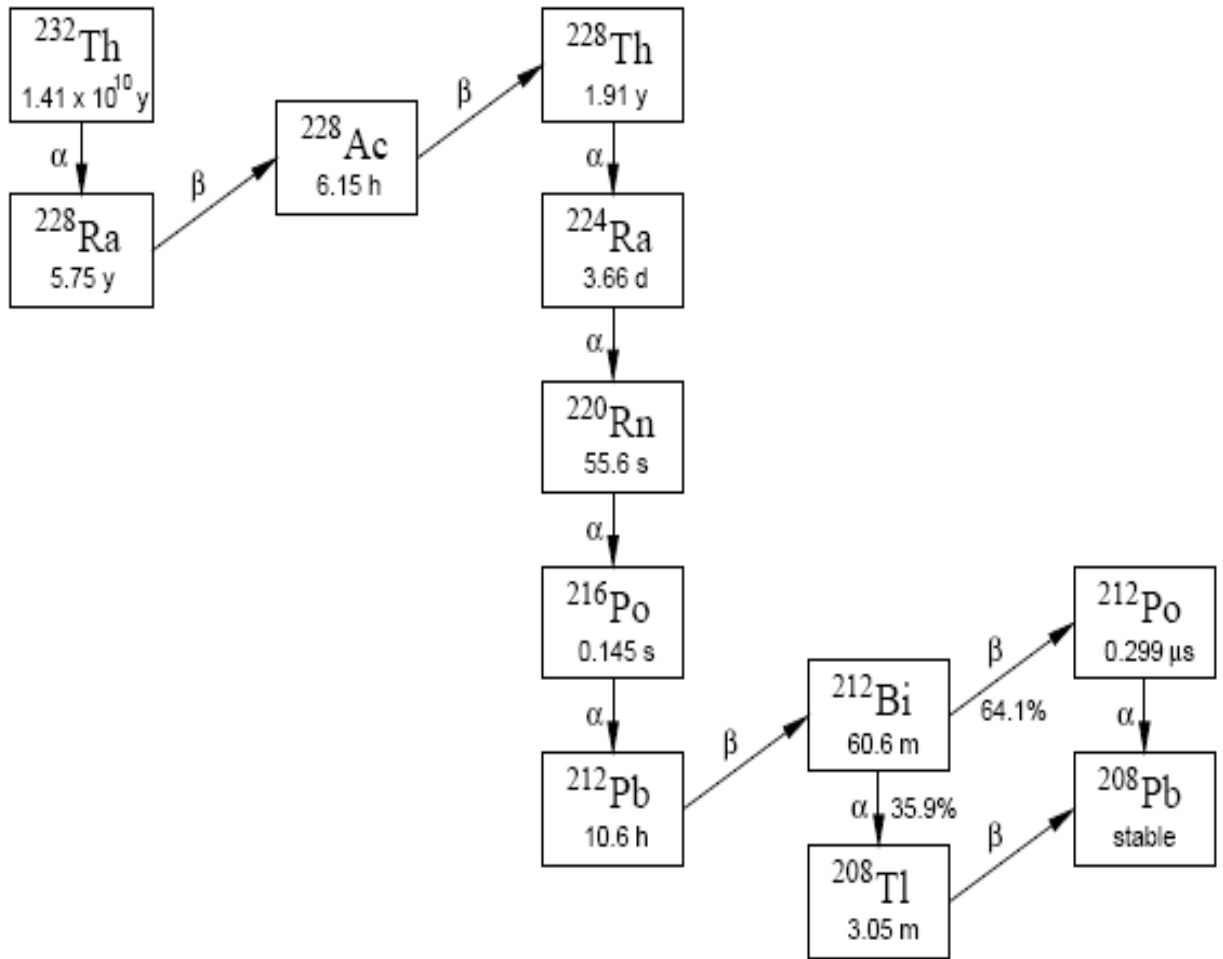 ²³²Th
1.41 x 10¹⁰ y
α
²²⁸Ra
5.75 y
β
²²⁸Ac
6.15 h
β
²²⁸Th
1.91 y
α
²²⁴Ra
3.66 d
α
²²⁰Rn
55.6 s
α
²¹⁶Po
0.145 s
α
²¹²Pb
10.6 h
β
²¹²Bi
60.6 m
β
64.1%
²¹²Po
0.299 µs
α
α 35.9%
²⁰⁸Tl
3.05 m
β
²⁰⁸Pb
stable